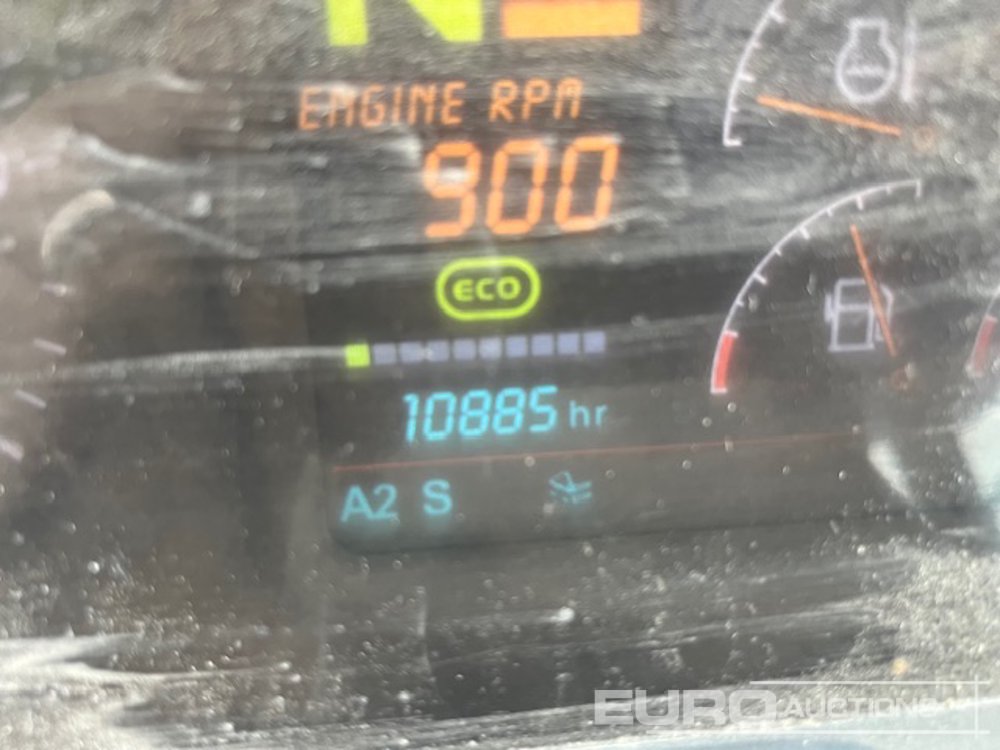 N
ENGINE RPM
900
ECO
10885 hr
A2 S
EURO AUCTIONS